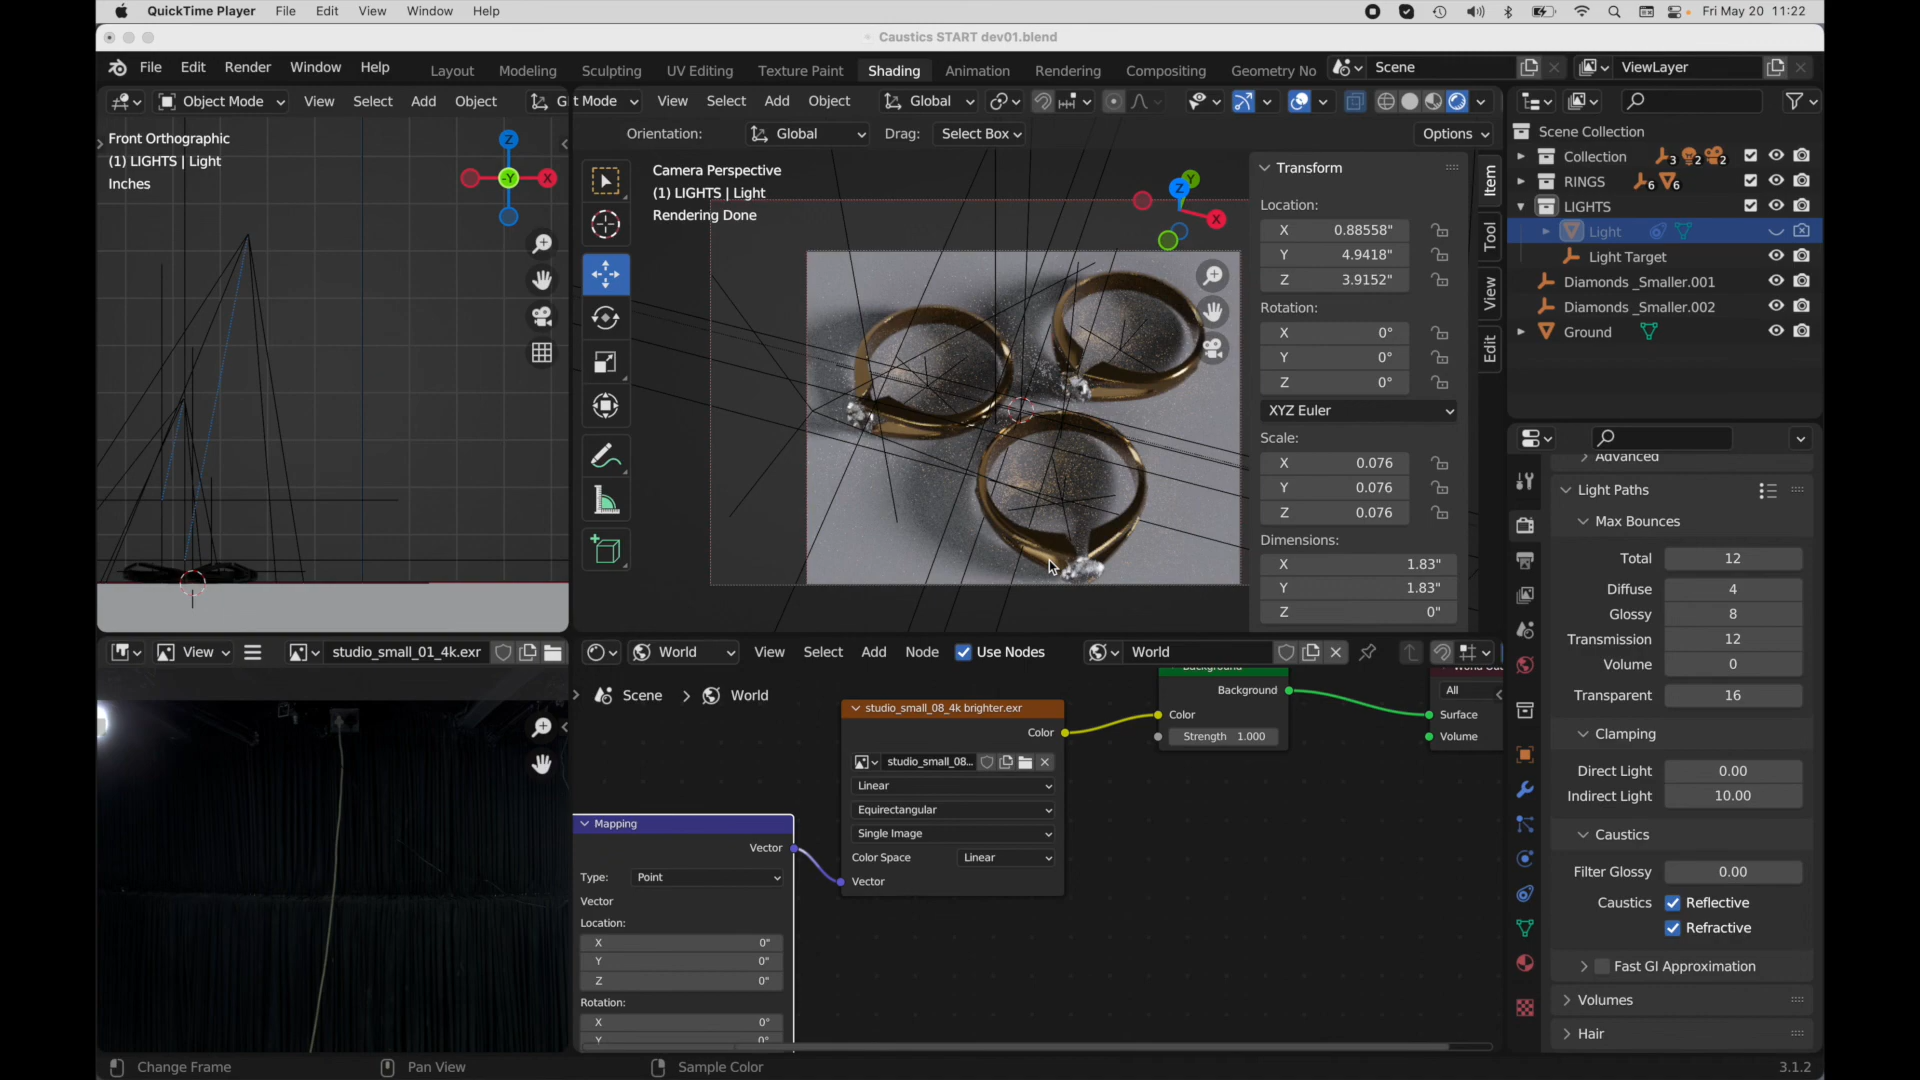 QuickTime Player File Edit View Window Help Fri May 20 11:22
Caustics START dev01.blend
File Edit Render Window Help Layout Modeling Sculpting UV Editing Texture Paint Shading Animation Rendering Compositing Geometry No Scene ViewLayer
Object Mode View Select Add Object
Front Orthographic
(1) LIGHTS | Light
Inches
Z
-Y
X
t Mode View Select Add Object Global
Orientation: Global Drag: Select Box Options
Camera Perspective
(1) LIGHTS | Light
Rendering Done
Y
Z
X
Transform
Location:
X 0.88558"
Y 4.9418"
Z 3.9152"
Rotation:
X 0°
Y 0°
Z 0°
XYZ Euler
Scale:
X 0.076
Y 0.076
Z 0.076
Dimensions:
X 1.83"
Y 1.83"
Z 0"
Item
Tool
View
Edit
Scene Collection
Collection 3 2 2
RINGS 6 6
LIGHTS
Light
Light Target
Diamonds _Smaller.001
Diamonds _Smaller.002
Ground
Advanced
Light Paths
Max Bounces
Total 12
Diffuse 4
Glossy 8
Transmission 12
Volume 0
Transparent 16
Clamping
Direct Light 0.00
Indirect Light 10.00
Caustics
Filter Glossy 0.00
Caustics Reflective
Refractive
Fast GI Approximation
Volumes
Hair
View studio_small_01_4k.exr
World View Select Add Node Use Nodes World
Scene > World
Mapping
Vector
Type: Point
Vector
Location:
X 0"
Y 0"
Z 0"
Rotation:
X 0°
Y 0°
studio_small_08_4k brighter.exr
Color
studio_small_08...
Linear
Equirectangular
Single Image
Color Space Linear
Vector
Background
Background
Color
Strength 1.000
All
Surface
Volume
Change Frame Pan View Sample Color 3.1.2